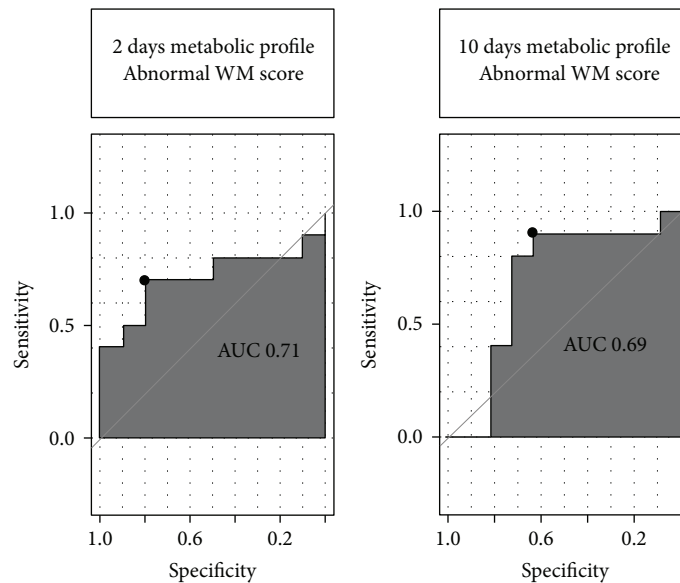 2 days metabolic profile
Abnormal WM score
10 days metabolic profile
Abnormal WM score
1.0
0.5
0.0
Sensitivity
AUC 0.71
1.0
0.6
0.2
Specificity
1.0
0.5
0.0
Sensitivity
AUC 0.69
1.0
0.6
0.2
Specificity